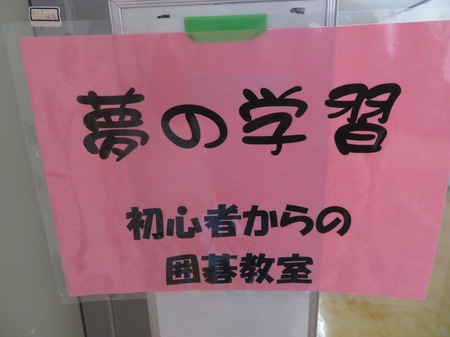 夢の学習
初心者からの
囲碁教室